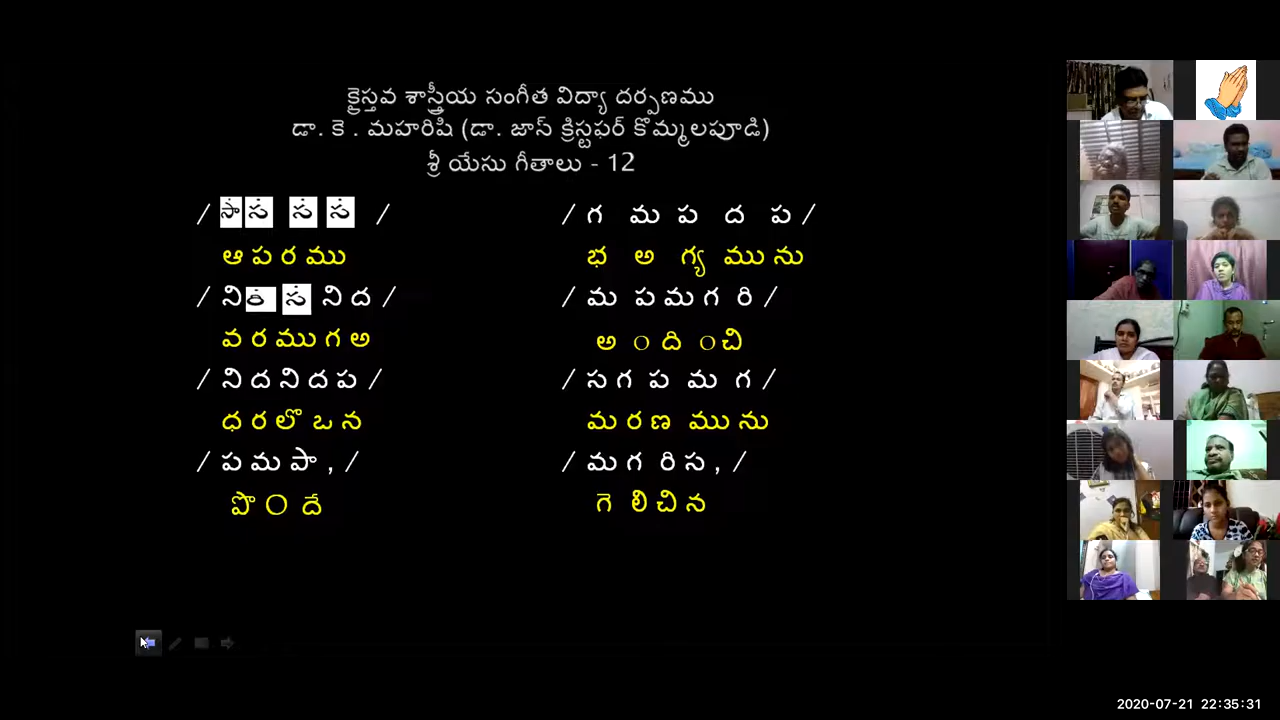 క్రైస్తవ శాస్త్రీయ సంగీత విద్యా దర్పణము
డా. కె . మహరిషి (డా. జాస్ క్రిస్టఫర్ కొమ్మలపూడి)
శ్రీ యేసు గీతాలు - 12
/ సా̇ స̇ స̇ స̇ /
ఆ ప ర ము
/ ని రి̇ స̇ ని ద /
వ ర ము గ అ
/ ని ద ని ద ప /
ధ ర లొ ఒ న
/ ప మ పా , /
పొ ం దే
/ గ మ ప ద ప /
భ అ గ్య ము ను
/ మ ప మ గ రి /
అ ం ది ం చి
/ స గ ప మ గ /
మ ర ణ ము ను
/ మ గ రి స , /
గె లి చి న
2020-07-21 22:35:31